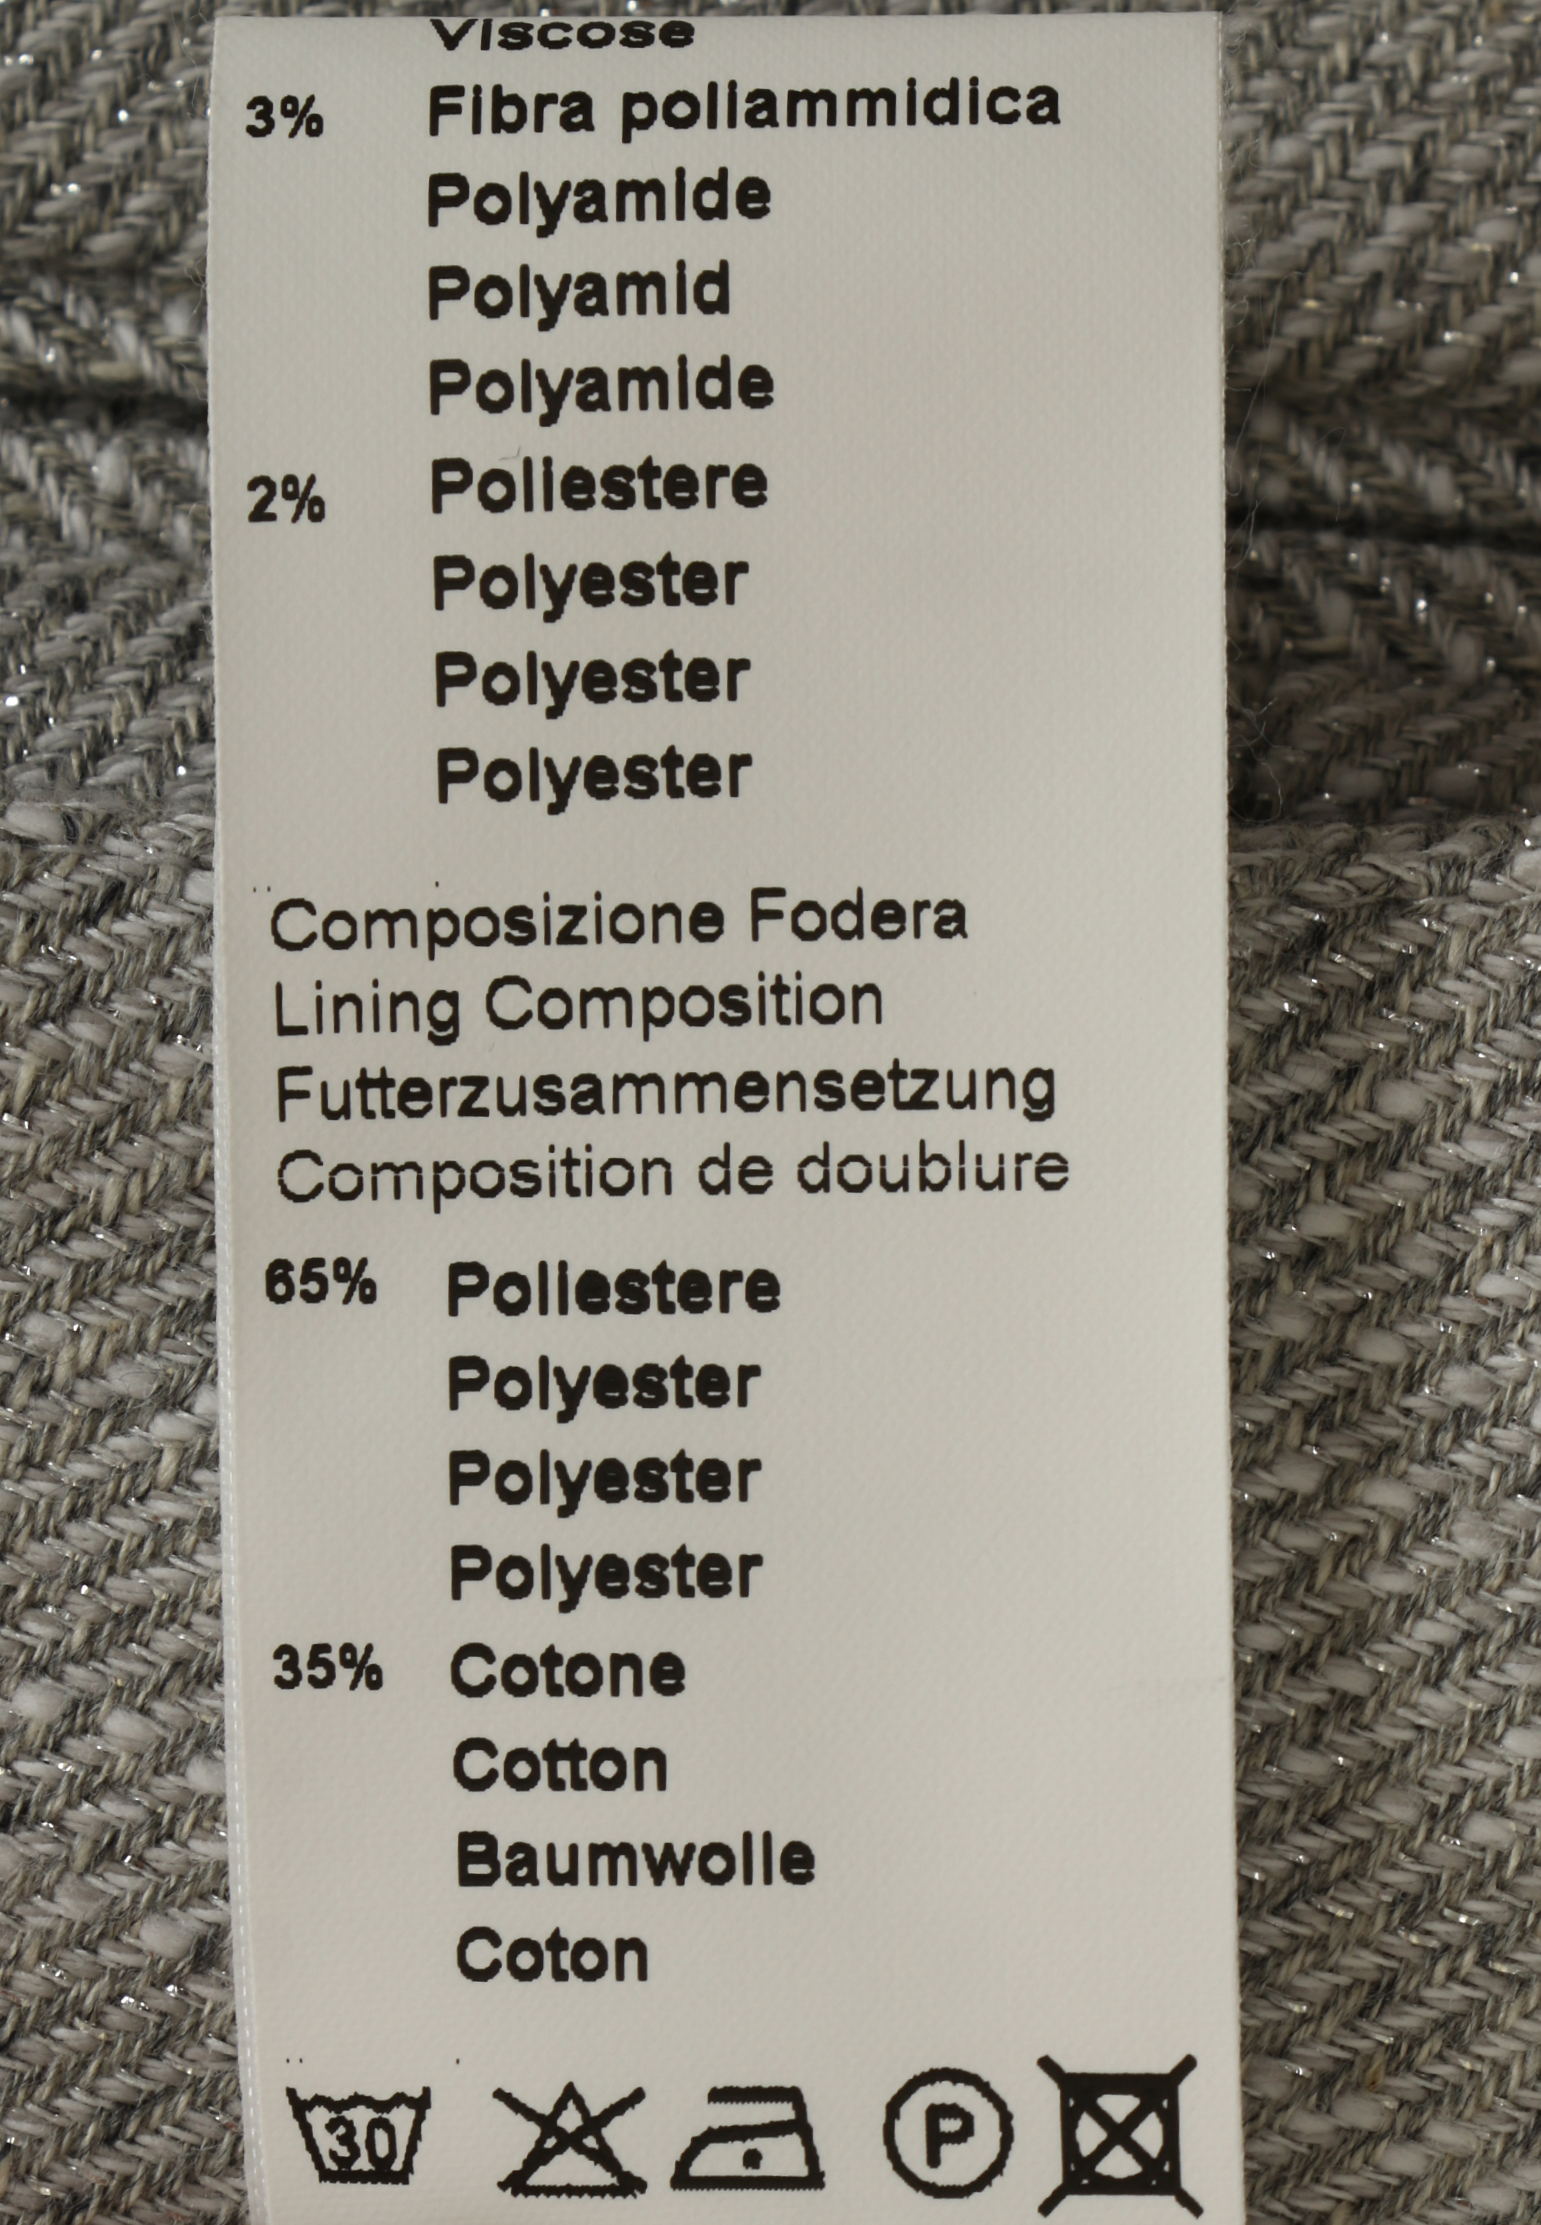 Viscose
3% Fibra poliammidica
Polyamide
Polyamid
Polyamide
2% Poliestere
Polyester
Polyester
Polyester
Composizione Fodera
Lining Composition
Futterzusammensetzung
Composition de doublure
65% Poliestere
Polyester
Polyester
Polyester
35% Cotone
Cotton
Baumwolle
Coton
30 P